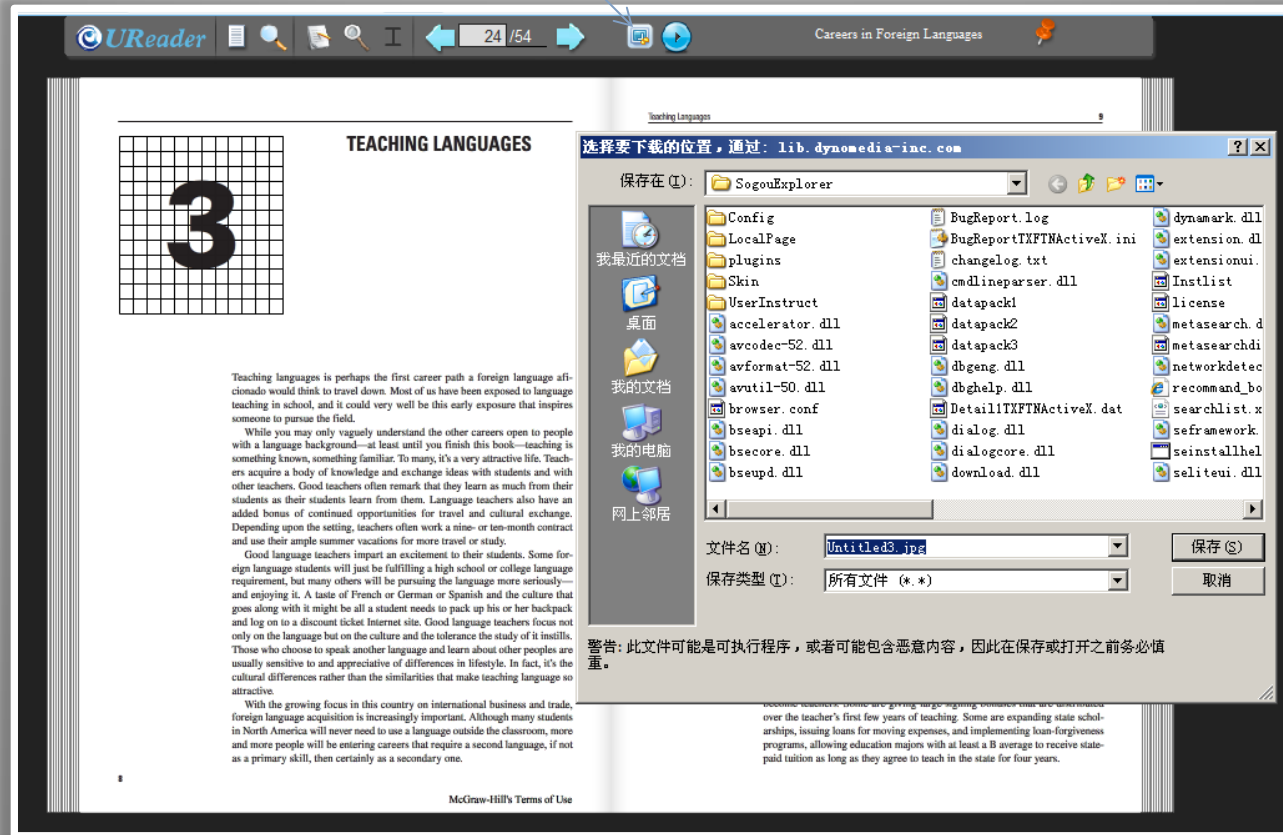 UReader
24 /54
Careers in Foreign Languages
TEACHING LANGUAGES
3
Teaching languages is perhaps the first career path a foreign language afi-
cionado would think to travel down. Most of us have been exposed to language
teaching in school, and it could very well be this early exposure that inspires
someone to pursue the field.
While you may only vaguely understand the other careers open to people
with a language background—at least until you finish this book—teaching is
something known, something familiar. To many, it's a very attractive life. Teach-
ers acquire a body of knowledge and exchange ideas with students and with
other teachers. Good teachers often remark that they learn as much from their
students as their students learn from them. Language teachers also have an
added bonus of continued opportunities for travel and cultural exchange.
Depending upon the setting, teachers often work a nine- or ten-month contract
and use their ample summer vacations for more travel or study.
Good language teachers impart an excitement to their students. Some for-
eign language students will just be fulfilling a high school or college language
requirement, but many others will be pursuing the language more seriously—
and enjoying it. A taste of French or German or Spanish and the culture that
goes along with it might be all a student needs to pack up his or her backpack
and log on to a discount ticket Internet site. Good language teachers focus not
only on the language but on the culture and the tolerance the study of it instills.
Those who choose to speak another language and learn about other peoples are
usually sensitive to and appreciative of differences in lifestyle. In fact, it's the
cultural differences rather than the similarities that make teaching language so
attractive.
With the growing focus in this country on international business and trade,
foreign language acquisition is increasingly important. Although many students
in North America will never need to use a language outside the classroom, more
and more people will be entering careers that require a second language, if not
as a primary skill, then certainly as a secondary one.
8
McGraw-Hill's Terms of Use
Teaching Languages 9
选择要下载的位置，通过: lib.dynomedia-inc.com
保存在(I):
SogouExplorer
我最近的文档
桌面
我的文档
我的电脑
网上邻居
Config
LocalPage
plugins
Skin
UserInstruct
accelerator.dll
avcodec-52.dll
avformat-52.dll
avutil-50.dll
browser.conf
bseapi.dll
bsecore.dll
bseupd.dll
BugReport.log
BugReportTXFTNActiveX.ini
changelog.txt
cmdlineparser.dll
datapack1
datapack2
datapack3
dbgeng.dll
dbghelp.dll
Detail1TXFTNActiveX.dat
dialog.dll
dialogcore.dll
download.dll
dynamark.dll
extension.dl
extensionui.
Instlist
license
metasearch.d
metasearchdi
networkdetec
recommand_bo
searchlist.x
seframework.
seinstallhel
seliteui.dll
文件名(N):
Untitled3.jpg
保存(S)
保存类型(T):
所有文件 (*.*)
取消
警告: 此文件可能是可执行程序，或者可能包含恶意内容，因此在保存或打开之前务必慎
重。
become teachers. Some are giving large signing bonuses that are distributed
over the teacher's first few years of teaching. Some are expanding state schol-
arships, issuing loans for moving expenses, and implementing loan-forgiveness
programs, allowing education majors with at least a B average to receive state-
paid tuition as long as they agree to teach in the state for four years.